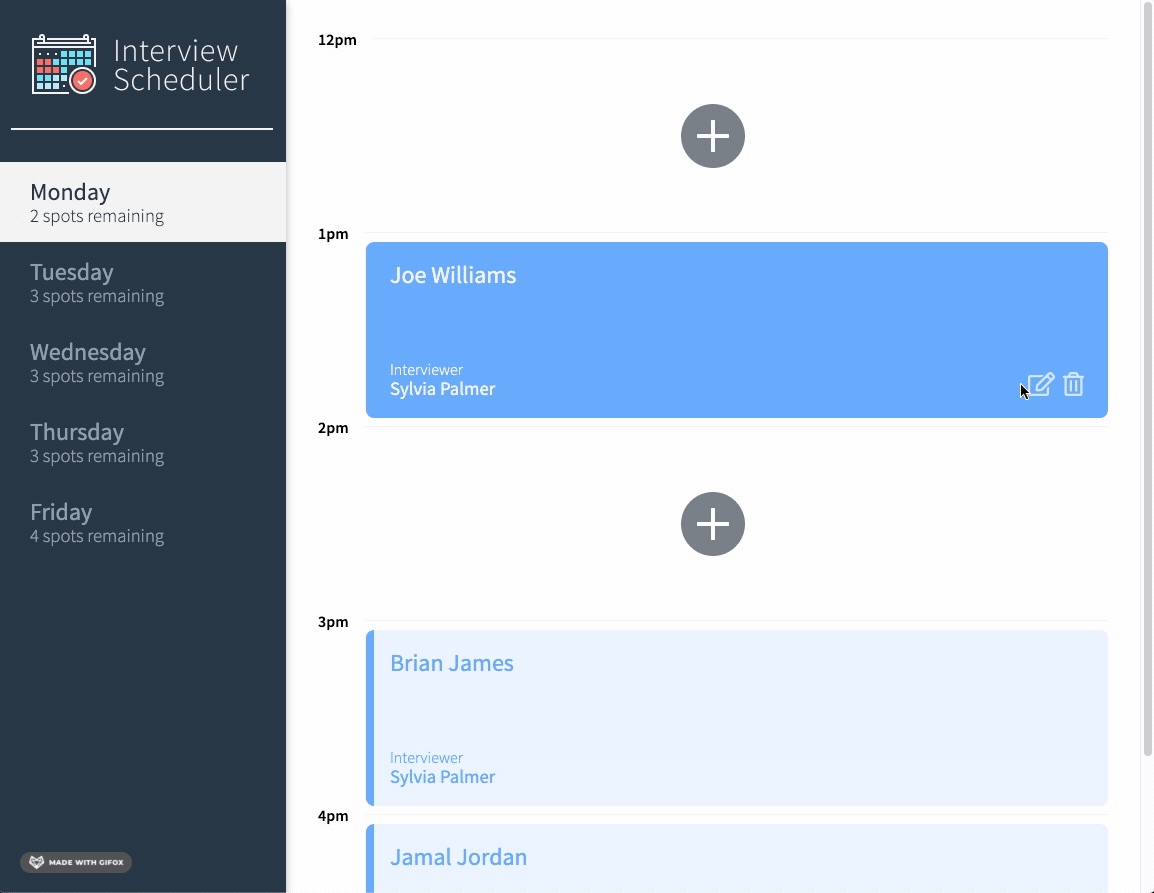 Interview
Scheduler
Monday
2 spots remaining
Tuesday
3 spots remaining
Wednesday
3 spots remaining
Thursday
3 spots remaining
Friday
4 spots remaining
MADE WITH GIFOX
12pm
1pm
Joe Williams
Interviewer
Sylvia Palmer
2pm
3pm
Brian James
Interviewer
Sylvia Palmer
4pm
Jamal Jordan